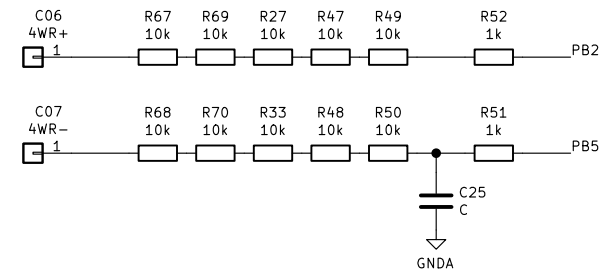 C06 R67 R69 R27 R47 R49 R52
4WR+ 10k 10k 10k 10k 10k 1k
1 PB2
C07 R68 R70 R33 R48 R50 R51
4WR- 10k 10k 10k 10k 10k 1k
1 PB5
C25
C
GNDA